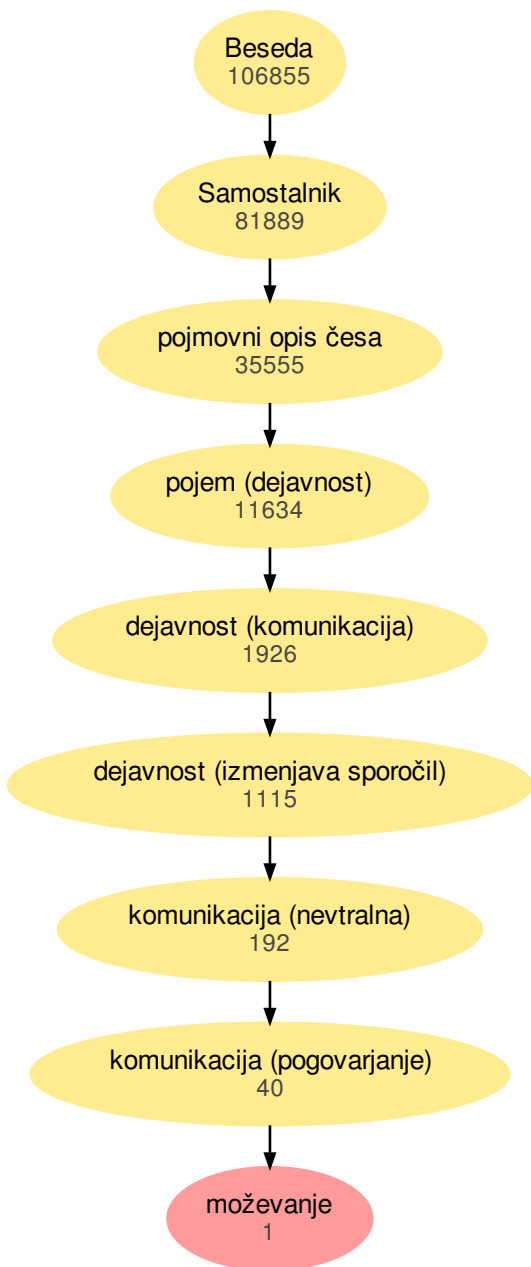 Beseda
106855
Samostalnik
81889
pojmovni opis česa
35555
pojem (dejavnost)
11634
dejavnost (komunikacija)
1926
dejavnost (izmenjava sporočil)
1115
komunikacija (nevtralna)
192
komunikacija (pogovarjanje)
40
moževanje
1